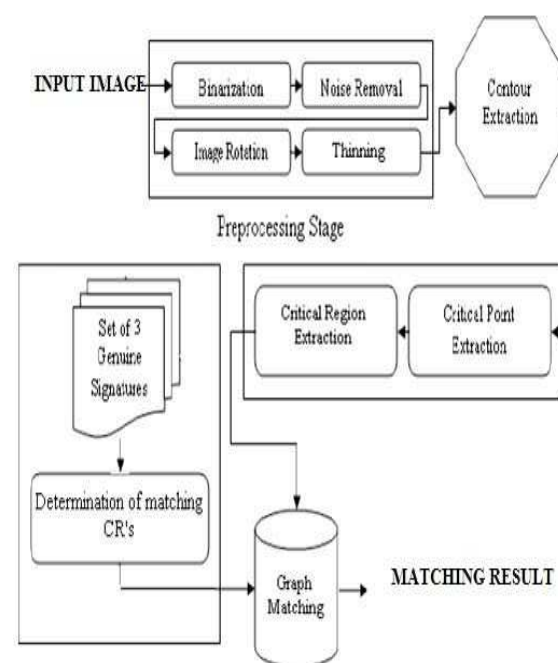 INPUT IMAGE
Binarization
Noise Removal
Image Rotation
Thinning
Contour
Extraction
Preprocessing Stage
Set of 3
Genuine
Signatures
Critical Region
Extraction
Critical Point
Extraction
Determination of matching
CR's
Graph
Matching
MATCHING RESULT